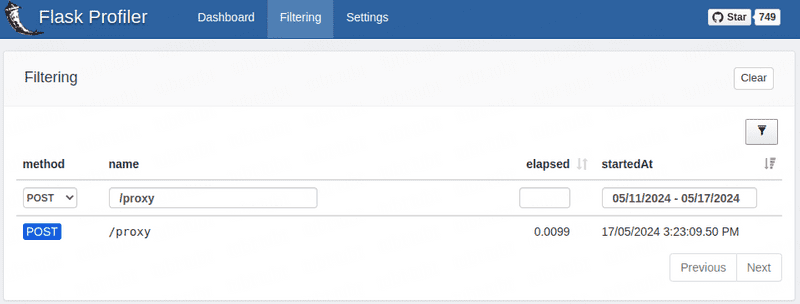 Flask Profiler Dashboard Filtering Settings Star 749
Filtering Clear
method name elapsed startedAt
POST /proxy 05/11/2024 - 05/17/2024
POST /proxy 0.0099 17/05/2024 3:23:09.50 PM
Previous Next